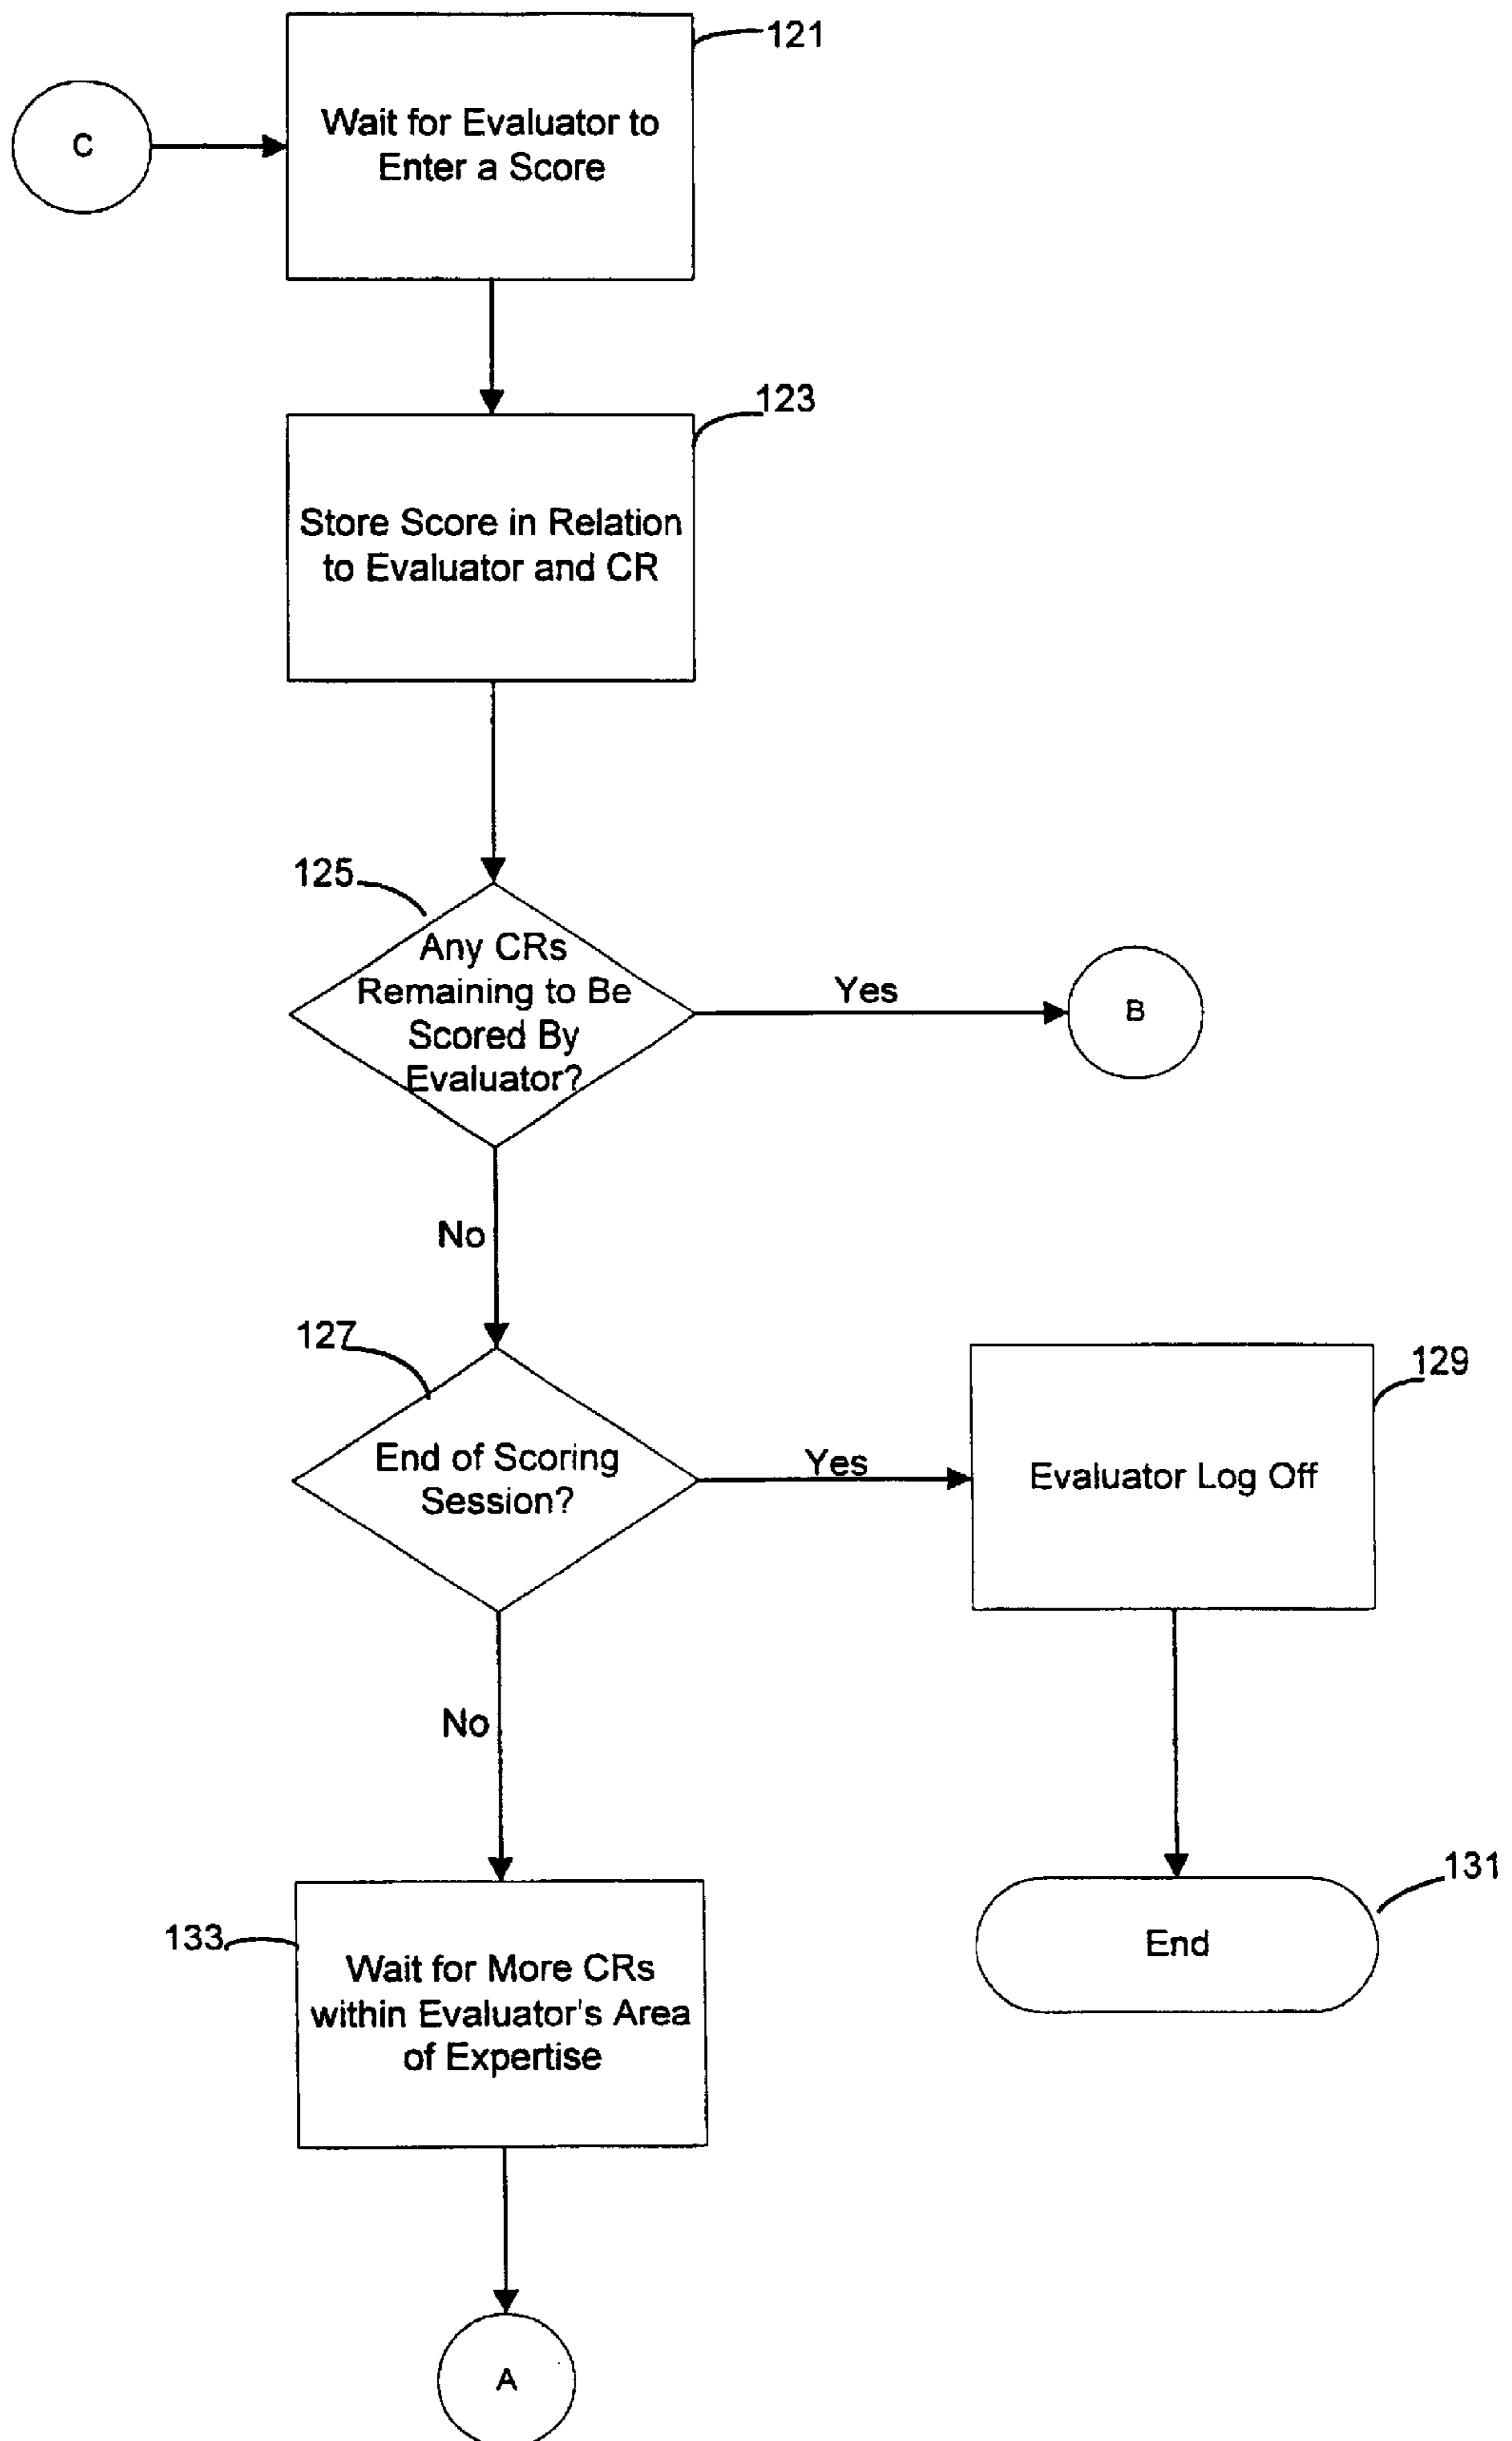 121
C
Wait for Evaluator to
Enter a Score
123
Store Score in Relation
to Evaluator and CR
125
Any CRs
Remaining to Be
Scored By
Evaluator?
Yes
B
No
127
End of Scoring
Session?
Yes
129
Evaluator Log Off
No
131
End
133
Wait for More CRs
within Evaluator's Area
of Expertise
A